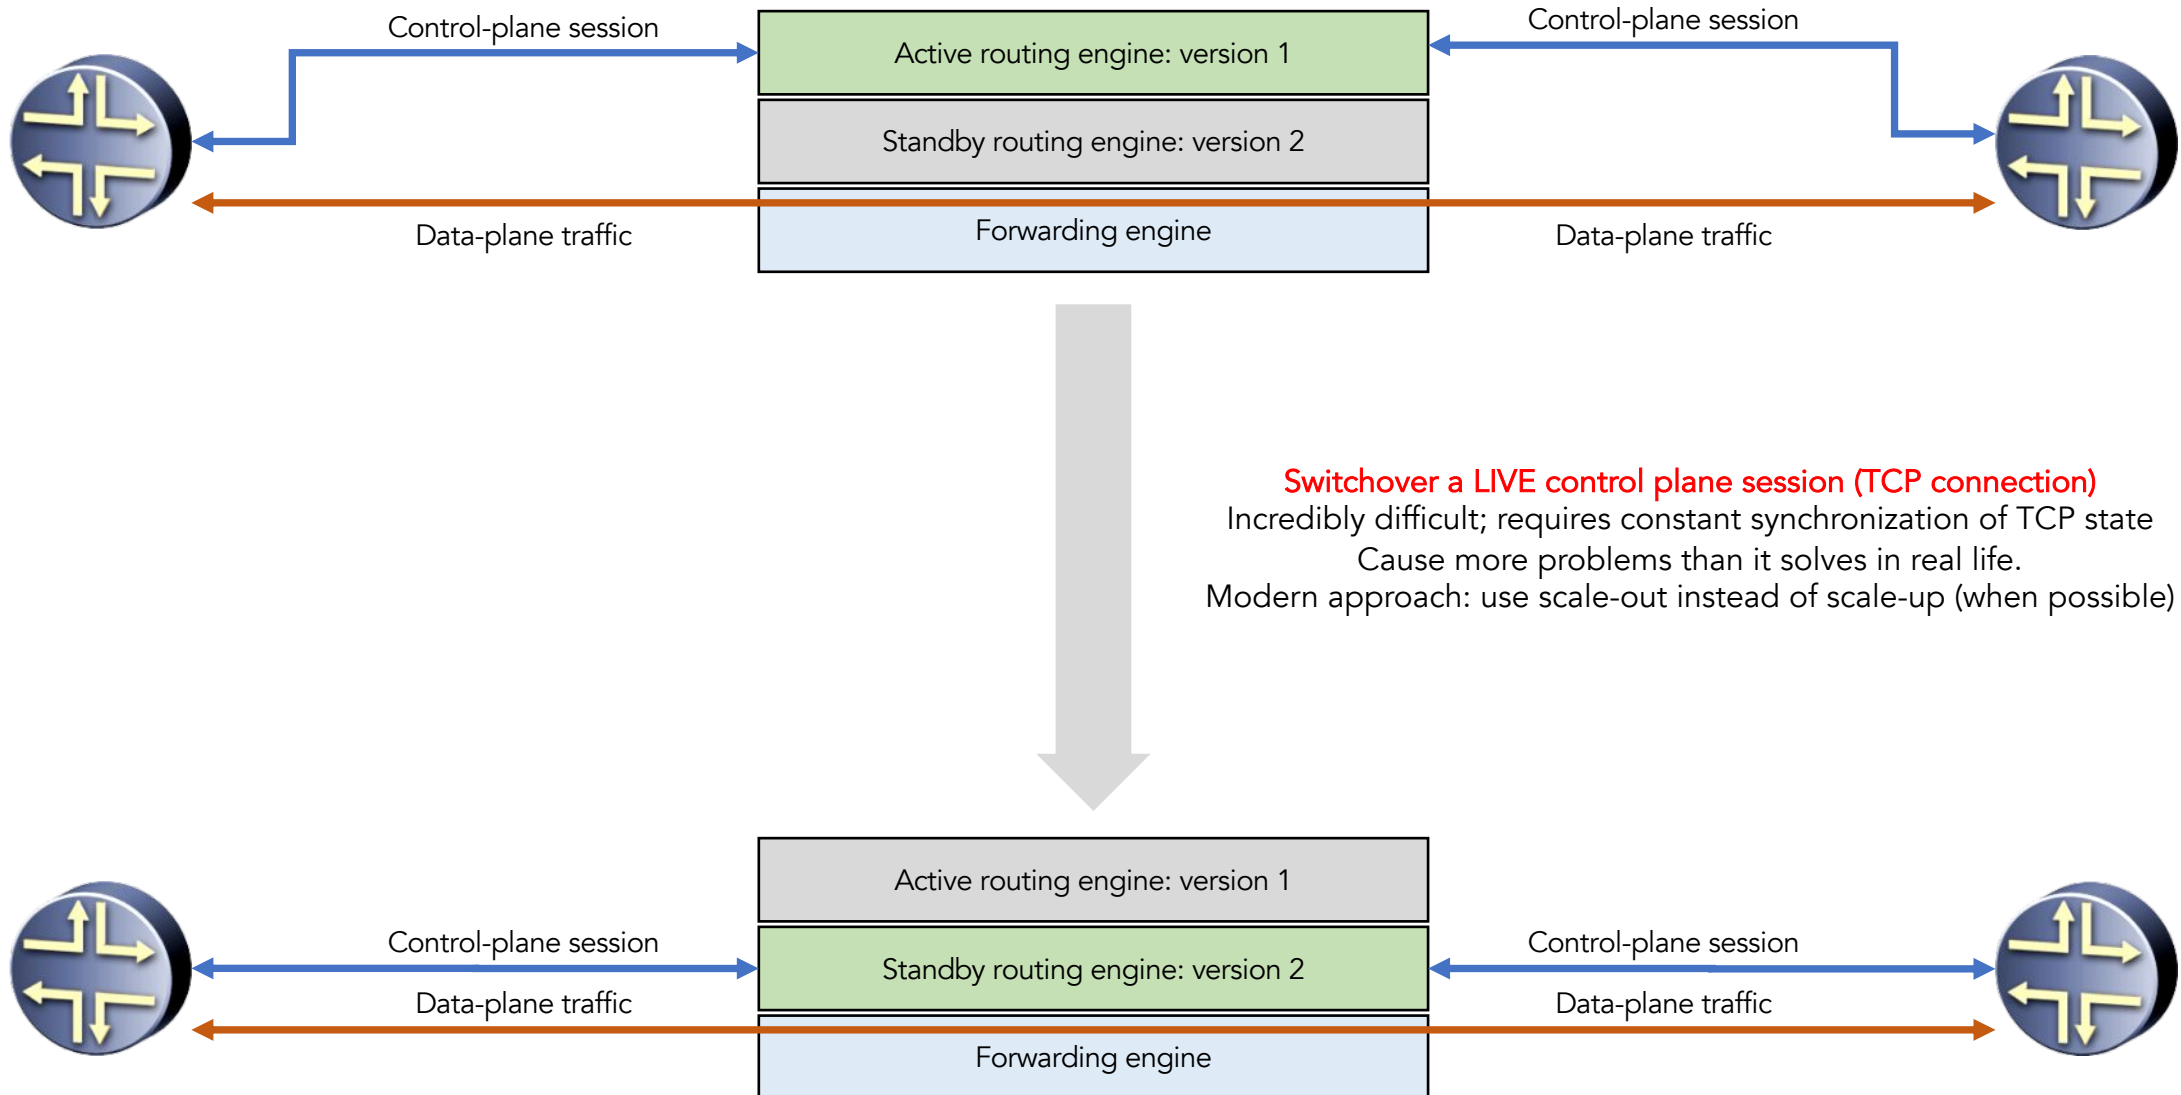 Control-plane session
Active routing engine: version 1
Control-plane session
Standby routing engine: version 2
Data-plane traffic
Forwarding engine
Data-plane traffic
Switchover a LIVE control plane session (TCP connection)
Incredibly difficult; requires constant synchronization of TCP state
Cause more problems than it solves in real life.
Modern approach: use scale-out instead of scale-up (when possible)
Active routing engine: version 1
Control-plane session
Standby routing engine: version 2
Control-plane session
Data-plane traffic
Forwarding engine
Data-plane traffic